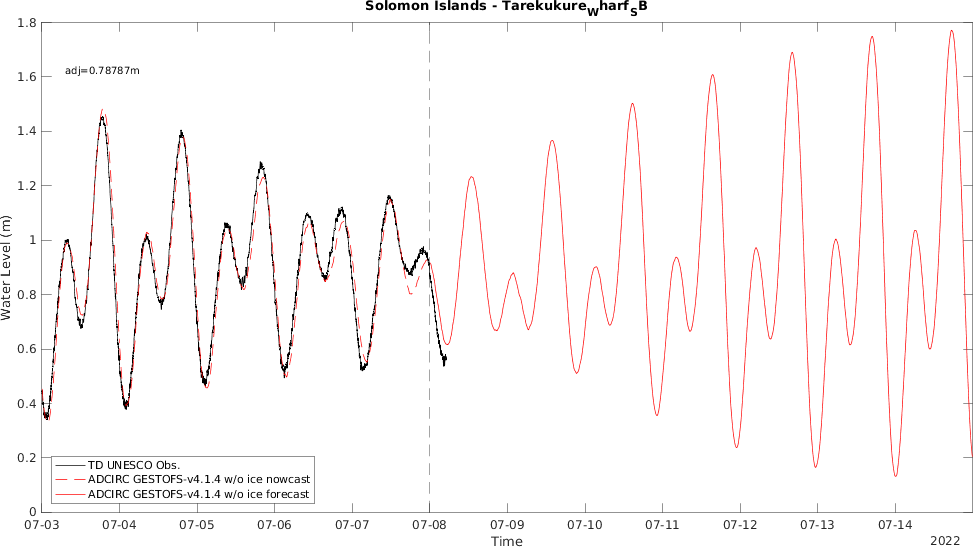 Solomon Islands - Tarekukure_Wharf_SB
1.8
1.6
1.4
1.2
1
0.8
0.6
0.4
0.2
0
adj=0.78787m
Water Level (m)
TD UNESCO Obs.
ADCIRC GESTOFS-v4.1.4 w/o ice nowcast
ADCIRC GESTOFS-v4.1.4 w/o ice forecast
07-03 07-04 07-05 07-06 07-07 07-08 07-09 07-10 07-11 07-12 07-13 07-14
Time
2022